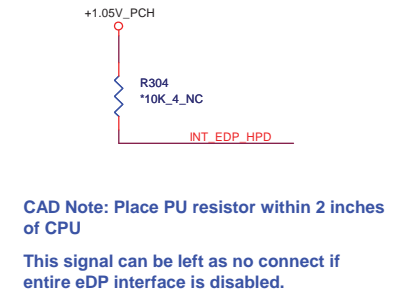 +1.05V_PCH
R304
*10K_4_NC
INT_EDP_HPD
CAD Note: Place PU resistor within 2 inches
of CPU
This signal can be left as no connect if
entire eDP interface is disabled.